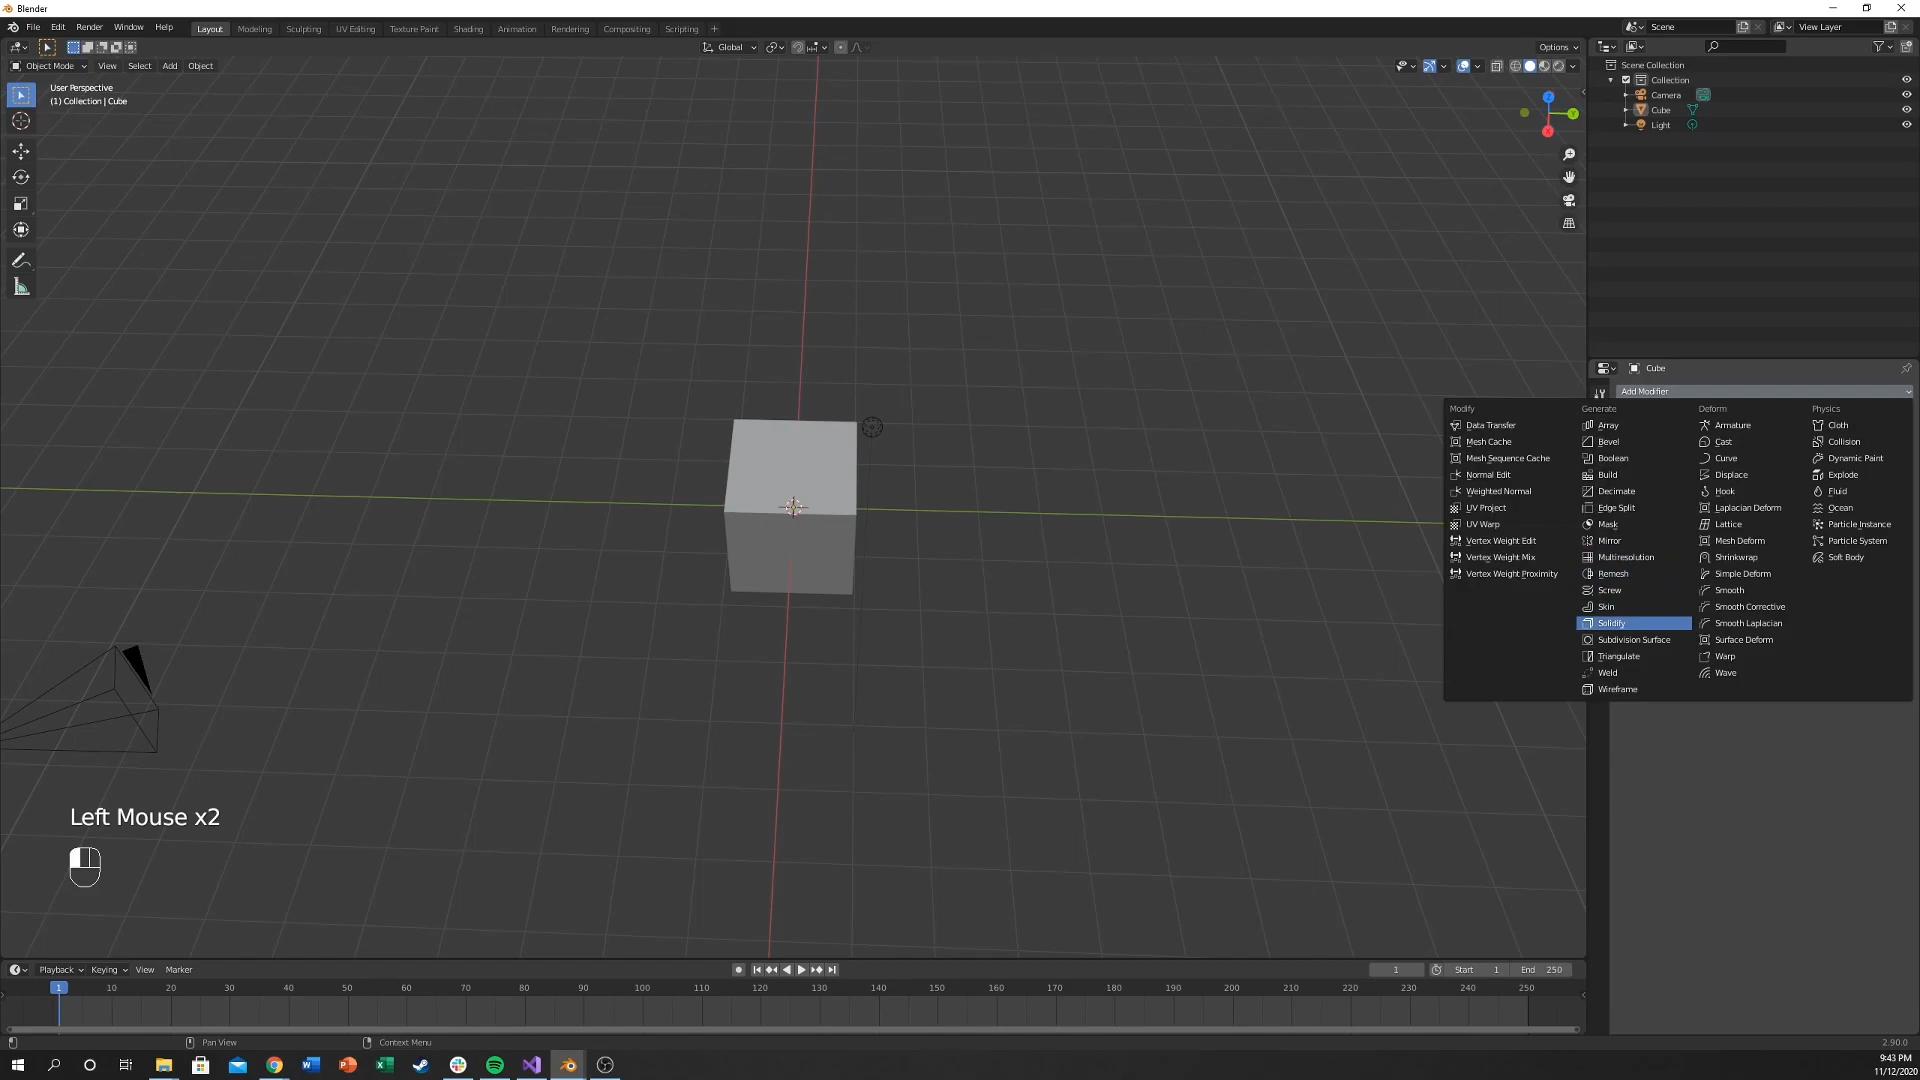 Blender
File Edit Render Window Help
Layout Modeling Sculpting UV Editing Texture Paint Shading Animation Rendering Compositing Scripting +
Scene View Layer
Global Options
Object Mode View Select Add Object
User Perspective
(1) Collection | Cube
Z
Y
X
Scene Collection
Collection
Camera
Cube
Light
Cube
Add Modifier
Modify
Data Transfer
Mesh Cache
Mesh Sequence Cache
Normal Edit
Weighted Normal
UV Project
UV Warp
Vertex Weight Edit
Vertex Weight Mix
Vertex Weight Proximity
Generate
Array
Bevel
Boolean
Build
Decimate
Edge Split
Mask
Mirror
Multiresolution
Remesh
Screw
Skin
Solidify
Subdivision Surface
Triangulate
Weld
Wireframe
Deform
Armature
Cast
Curve
Displace
Hook
Laplacian Deform
Lattice
Mesh Deform
Shrinkwrap
Simple Deform
Smooth
Smooth Corrective
Smooth Laplacian
Surface Deform
Warp
Wave
Physics
Cloth
Collision
Dynamic Paint
Explode
Fluid
Ocean
Particle Instance
Particle System
Soft Body
Left Mouse x2
Playback Keying View Marker 1 Start 1 End 250
1 10 20 30 40 50 60 70 80 90 100 110 120 130 140 150 160 170 180 190 200 210 220 230 240 250
Pan View Context Menu 2.90.0
9:43 PM
11/12/2020